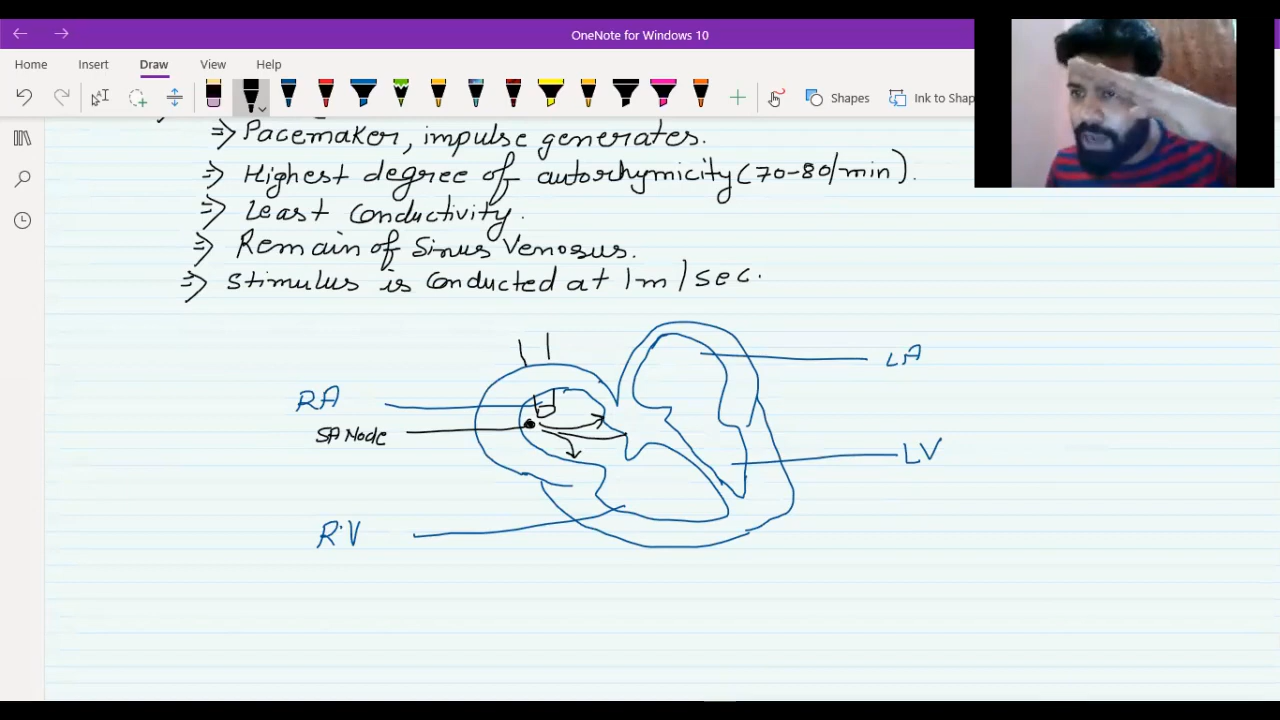 OneNote for Windows 10
Home Insert Draw View Help
Shapes Ink to Shap
=> Pacemaker, impulse generates.
=> Highest degree of autorhymicity (70-80/min).
=> Least Conductivity.
=> Remain of Sinus Venosus.
=> Stimulus is conducted at 1m/sec.
LA
RA
SA Node
LV
R.V